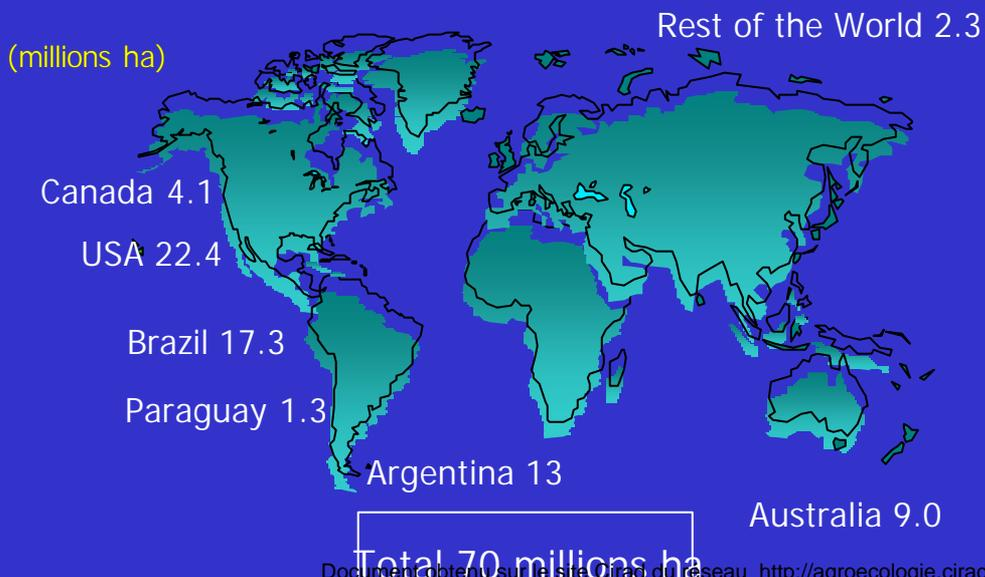 Rest of the World 2.3
(millions ha)
Canada 4.1
USA 22.4
Brazil 17.3
Paraguay 1.3
Argentina 13
Australia 9.0
Total 70 millions ha
Document obtenu sur le site Cirad du réseau http://agroecologie.cirad